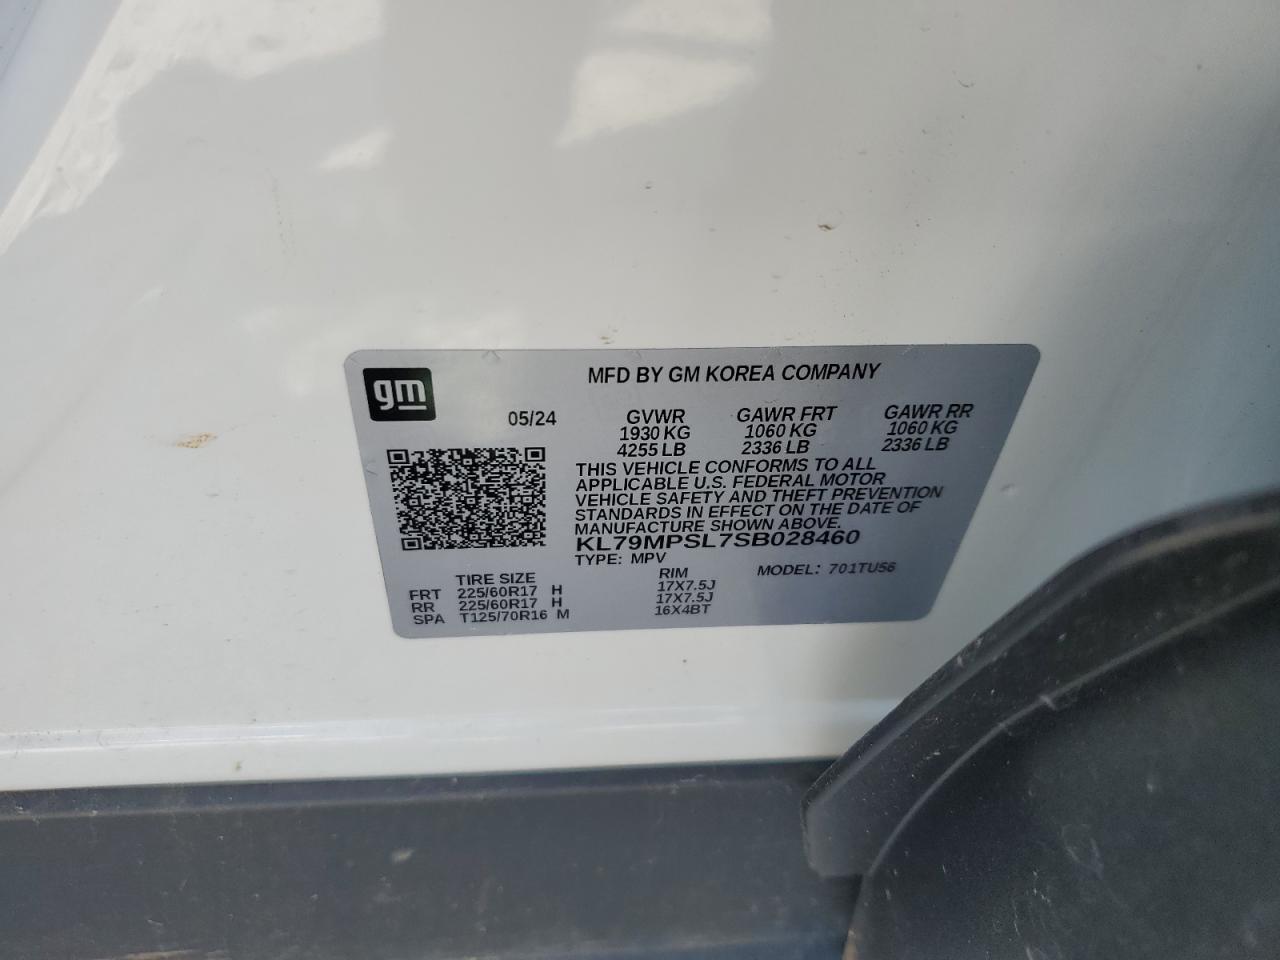 gm
MFD BY GM KOREA COMPANY
05/24 GVWR GAWR FRT GAWR RR
1930 KG 1060 KG 1060 KG
4255 LB 2336 LB 2336 LB
THIS VEHICLE CONFORMS TO ALL
APPLICABLE U.S. FEDERAL MOTOR
VEHICLE SAFETY AND THEFT PREVENTION
STANDARDS IN EFFECT ON THE DATE OF
MANUFACTURE SHOWN ABOVE.
KL79MPSL7SB028460
TYPE: MPV
TIRE SIZE RIM MODEL: 701TU56
FRT 225/60R17 H 17X7.5J
RR 225/60R17 H 17X7.5J
SPA T125/70R16 M 16X4BT